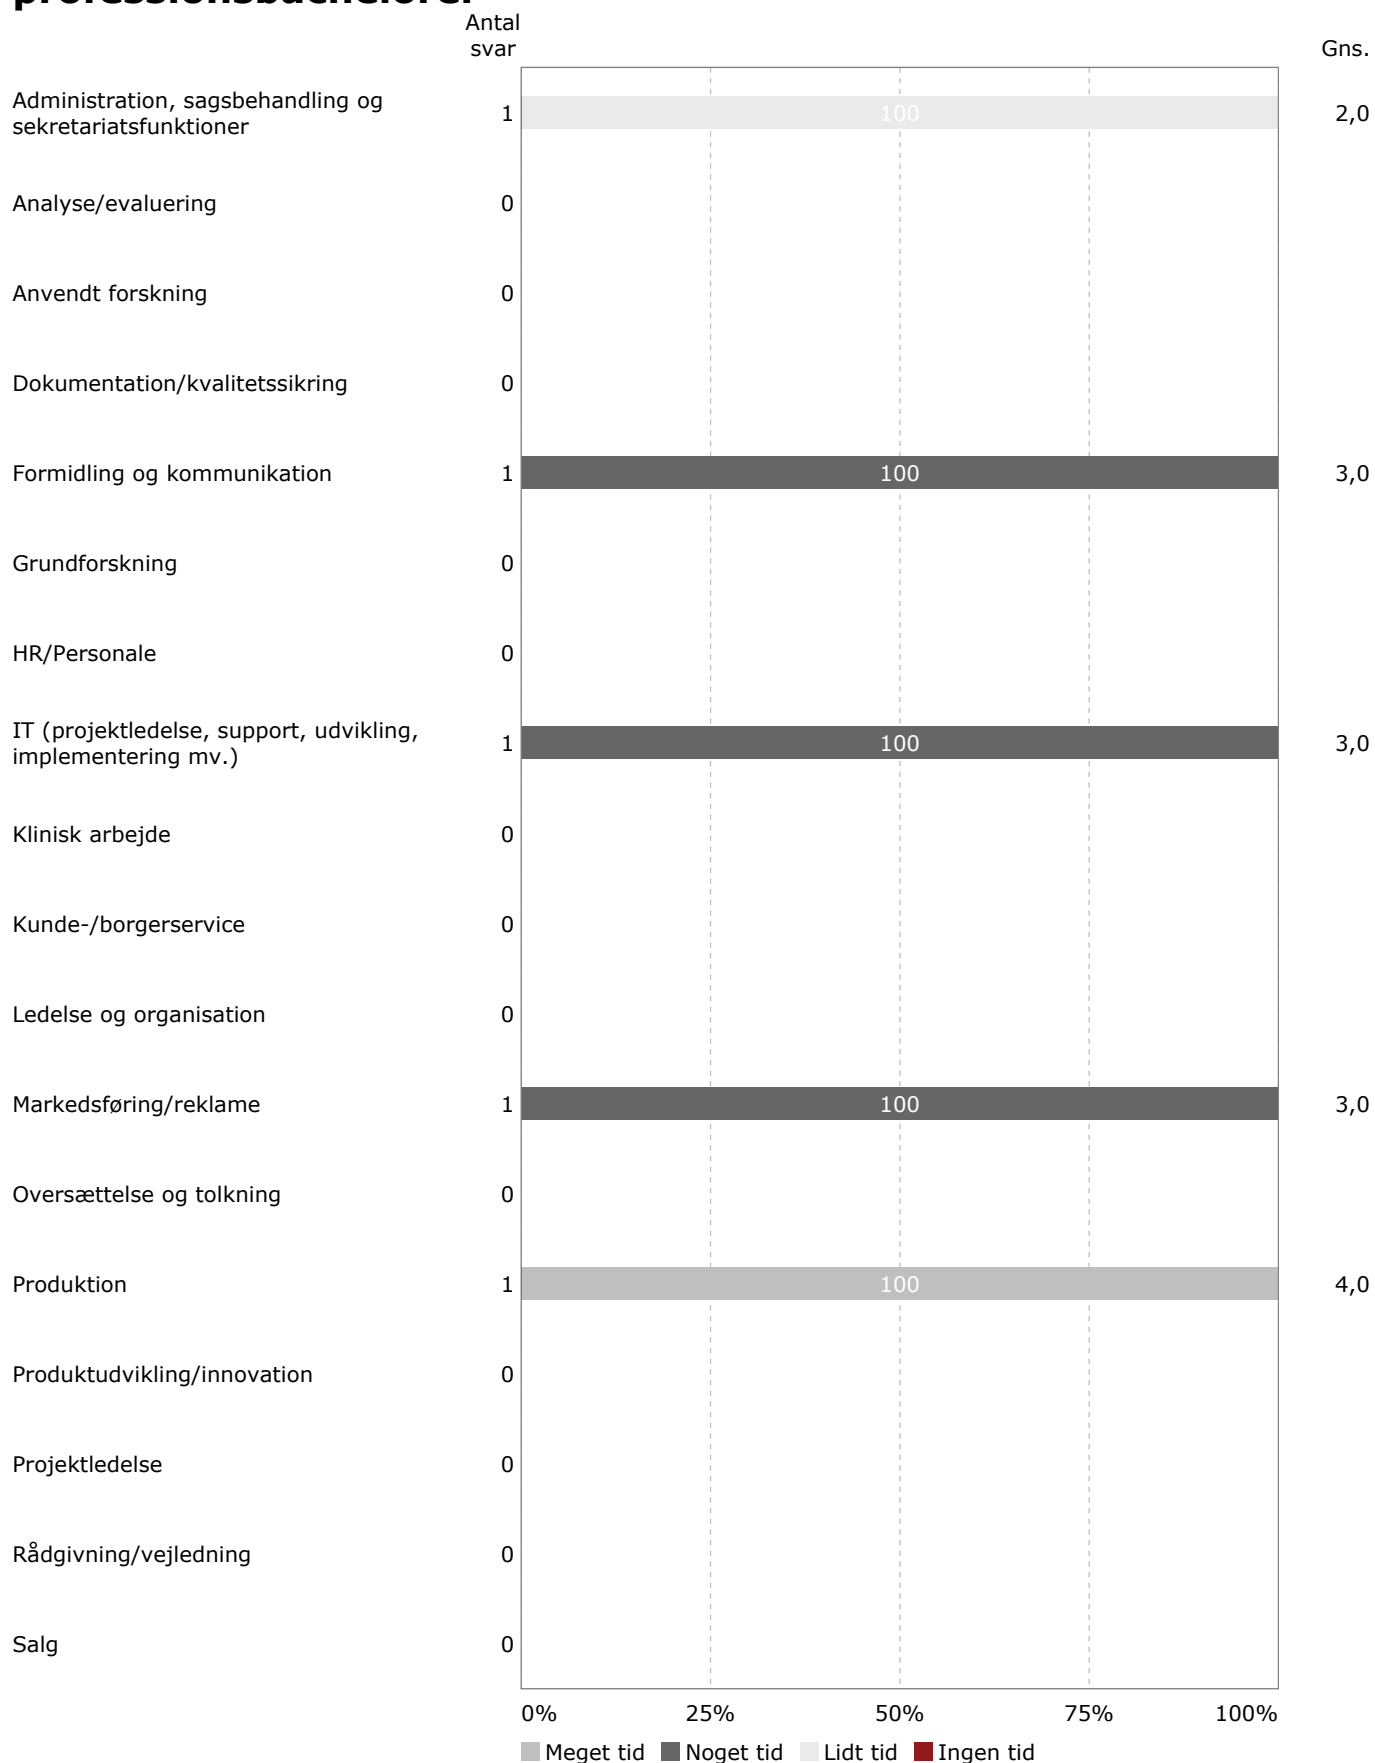 Antal
svar
Gns.
Administration, sagsbehandling og
sekretariatsfunktioner
1
100
2,0
Analyse/evaluering
0
Anvendt forskning
0
Dokumentation/kvalitetssikring
0
Formidling og kommunikation
1
100
3,0
Grundforskning
0
HR/Personale
0
IT (projektledelse, support, udvikling,
implementering mv.)
1
100
3,0
Klinisk arbejde
0
Kunde-/borgerservice
0
Ledelse og organisation
0
Markedsføring/reklame
1
100
3,0
Oversættelse og tolkning
0
Produktion
1
100
4,0
Produktudvikling/innovation
0
Projektledelse
0
Rådgivning/vejledning
0
Salg
0
0% 25% 50% 75% 100%
Meget tid Noget tid Lidt tid Ingen tid